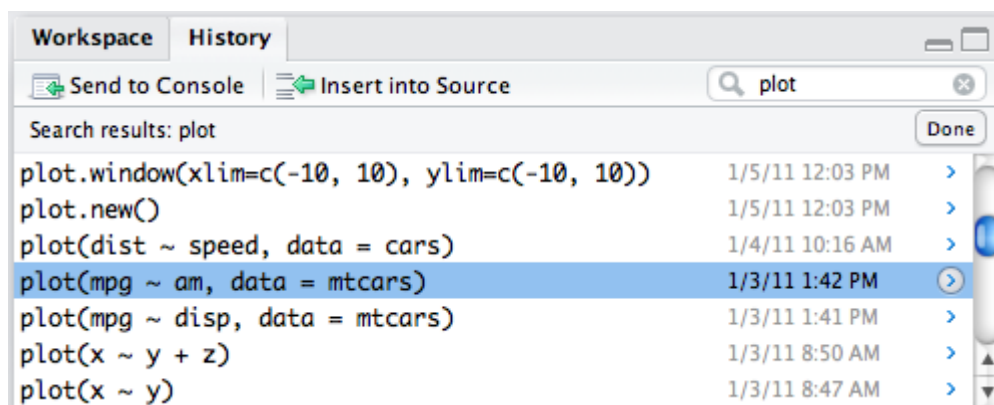 Workspace History
Send to Console Insert into Source plot
Search results: plot Done
plot.window(xlim=c(-10, 10), ylim=c(-10, 10)) 1/5/11 12:03 PM
plot.new() 1/5/11 12:03 PM
plot(dist ~ speed, data = cars) 1/4/11 10:16 AM
plot(mpg ~ am, data = mtcars) 1/3/11 1:42 PM
plot(mpg ~ disp, data = mtcars) 1/3/11 1:41 PM
plot(x ~ y + z) 1/3/11 8:50 AM
plot(x ~ y) 1/3/11 8:47 AM